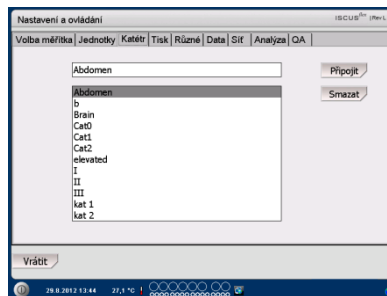 Nastavení a ovládání
ISCUS
Volba měřítka Jednotky Katétr Tisk Různé Data Síť Analýza QA
Abdomen
Připojit
Abdomen
Smazat
b
Brain
Cat0
Cat1
Cat2
elevated
I
II
III
kat 1
kat 2
Vrátit
29.8.2012 13:44 27,1 °C